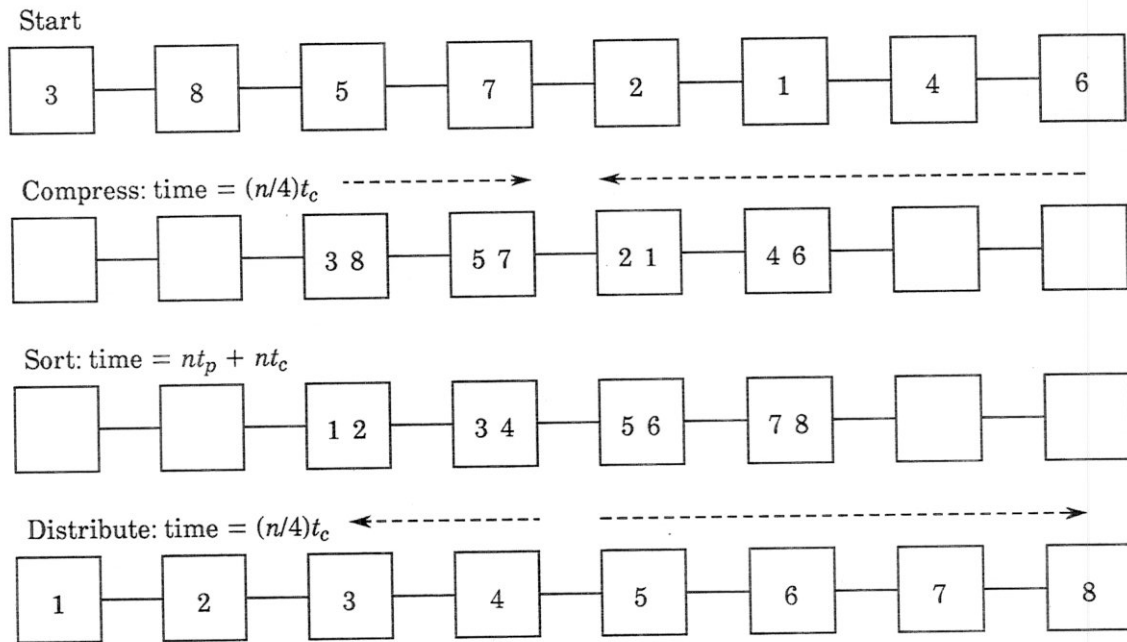 Start
3 8 5 7 2 1 4 6
Compress: time = (n/4)t_c
3 8 5 7 2 1 4 6
Sort: time = nt_p + nt_c
1 2 3 4 5 6 7 8
Distribute: time = (n/4)t_c
1 2 3 4 5 6 7 8